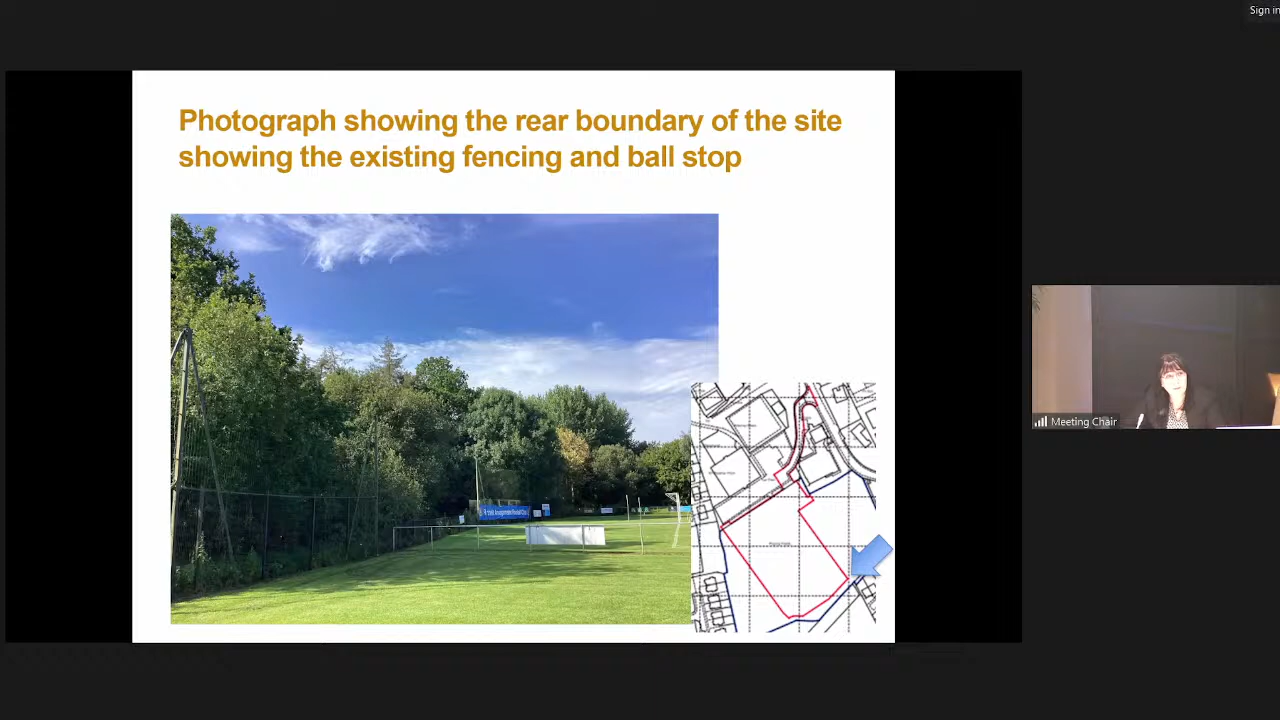 Sign in
Photograph showing the rear boundary of the site
showing the existing fencing and ball stop
Meeting Chair